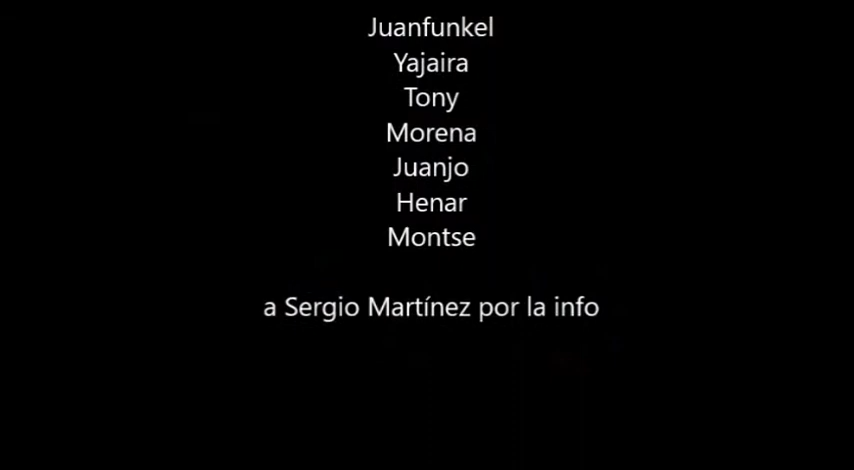 Juanfunkel
Yajaira
Tony
Morena
Juanjo
Henar
Montse
a Sergio Martínez por la info